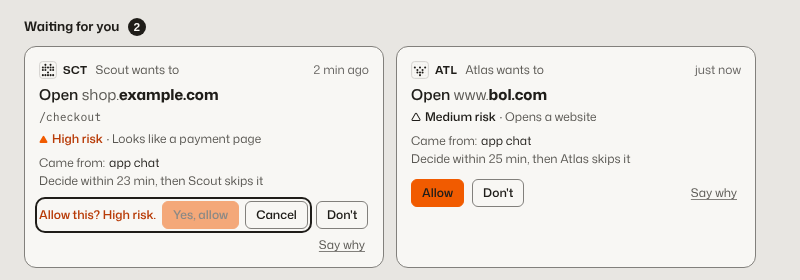 Waiting for you 2
SCT Scout wants to 2 min ago
Open shop.example.com
/checkout
High risk · Looks like a payment page
Came from: app chat
Decide within 23 min, then Scout skips it
Allow this? High risk. Yes, allow Cancel Don't
Say why
ATL Atlas wants to just now
Open www.bol.com
Medium risk · Opens a website
Came from: app chat
Decide within 25 min, then Atlas skips it
Allow Don't Say why